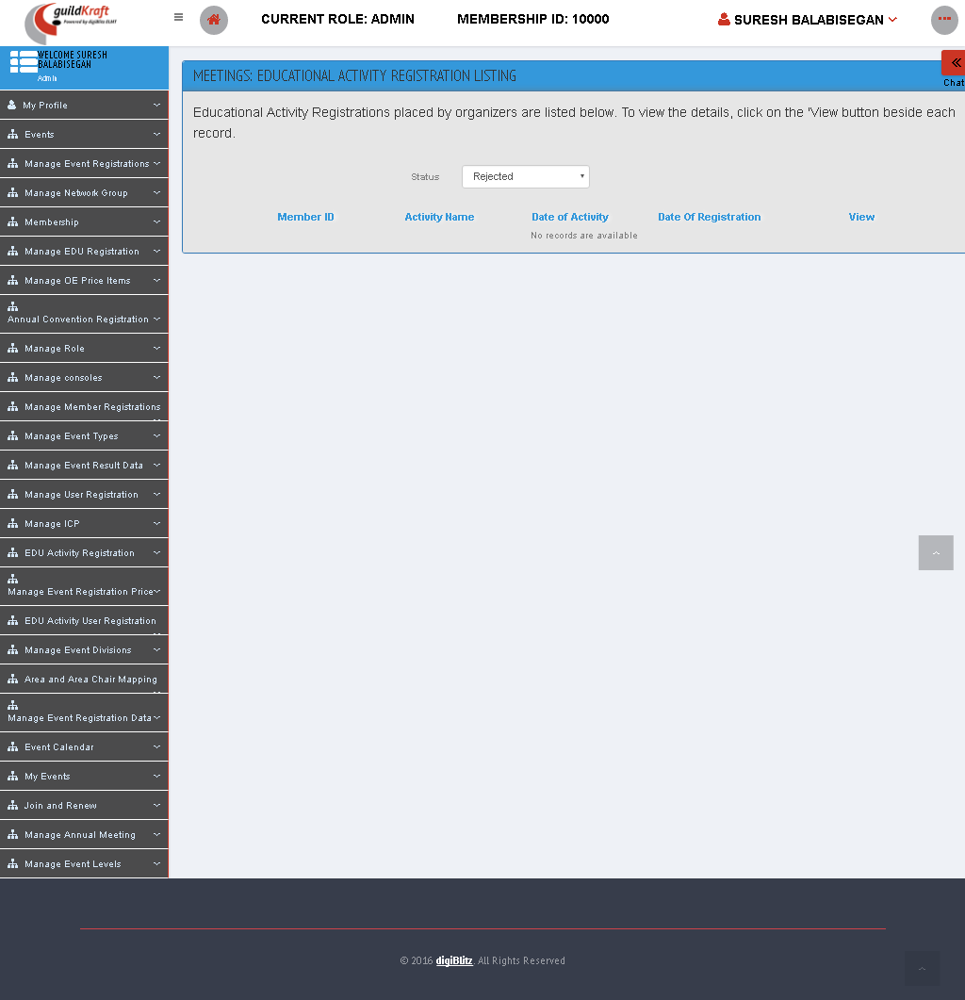 guildKraft
Powered by digiBlitz ELMT
CURRENT ROLE: ADMIN
MEMBERSHIP ID: 10000
SURESH BALABISEGAN
WELCOME SURESH
BALABISEGAN
Admin
Chat
My Profile
Events
Manage Event Registrations
Manage Network Group
Membership
Manage EDU Registration
Manage OE Price Items
Annual Convention Registration
Manage Role
Manage consoles
Manage Member Registrations
Manage Event Types
Manage Event Result Data
Manage User Registration
Manage ICP
EDU Activity Registration
Manage Event Registration Price
EDU Activity User Registration
Manage Event Divisions
Area and Area Chair Mapping
Manage Event Registration Data
Event Calendar
My Events
Join and Renew
Manage Annual Meeting
Manage Event Levels
MEETINGS: EDUCATIONAL ACTIVITY REGISTRATION LISTING
Educational Activity Registrations placed by organizers are listed below. To view the details, click on the 'View button beside each
record.
Status
Rejected
Member ID Activity Name Date of Activity Date Of Registration View
No records are available
© 2016 digiBlitz. All Rights Reserved